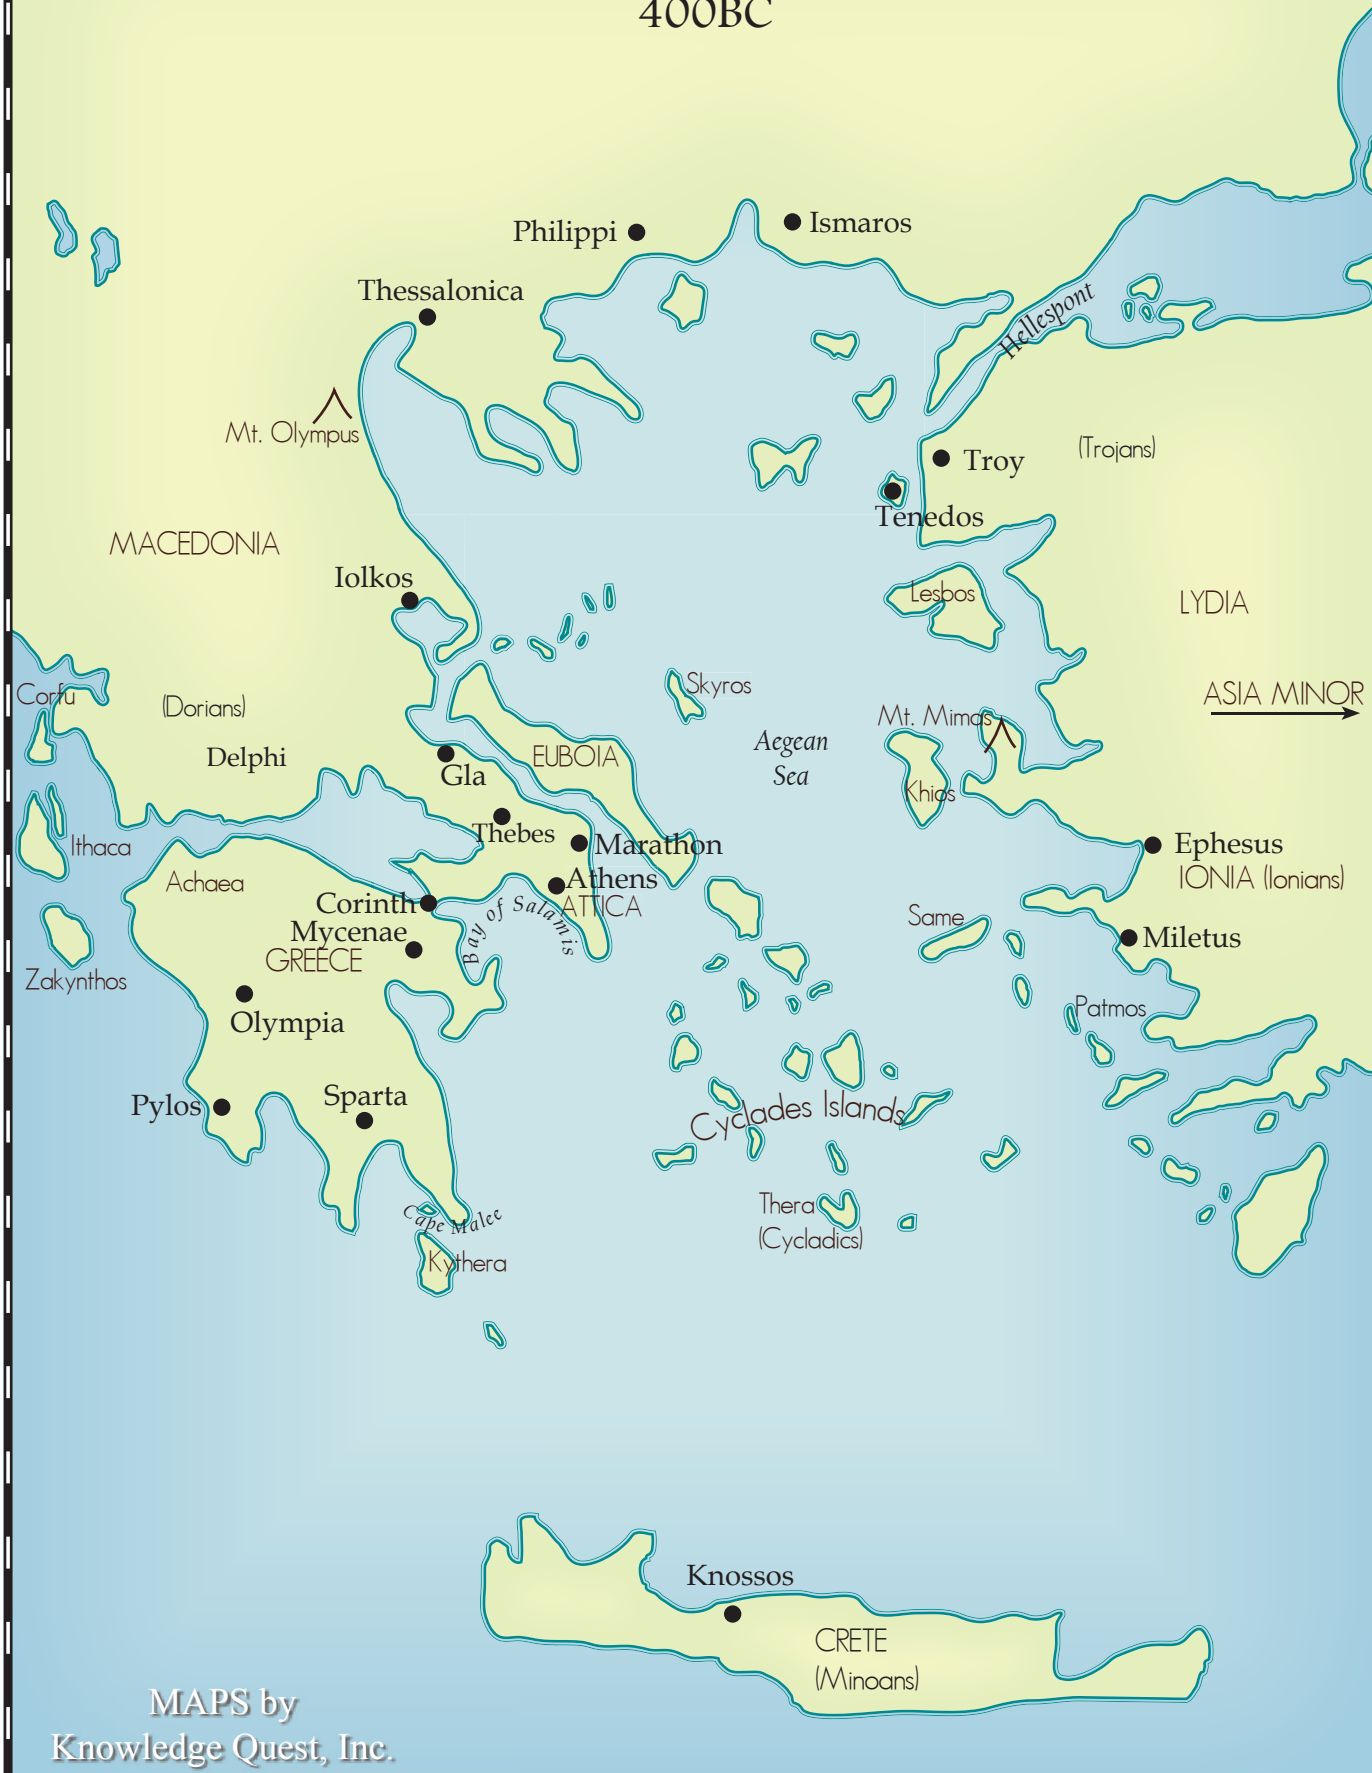 400BC
Philippi
Ismaros
Thessalonica
Hellespont
Mt. Olympus
(Trojans)
Troy
Tenedos
MACEDONIA
Iolkos
Lesbos
LYDIA
Corfu
(Dorians)
Skyros
ASIA MINOR
Mt. Mimas
Delphi
EUBOIA
Aegean
Sea
Gla
Khios
Thebes
Marathon
Ephesus
Ithaca
Achaea
Athens
IONIA (Ionians)
Corinth
ATTICA
Bay of Salamis
Same
Mycenae
GREECE
Miletus
Zakynthos
Olympia
Patmos
Pylos
Sparta
Cyclades Islands
Thera
(Cycladics)
Cape Malee
Kythera
Knossos
CRETE
(Minoans)
MAPS by
Knowledge Quest, Inc.